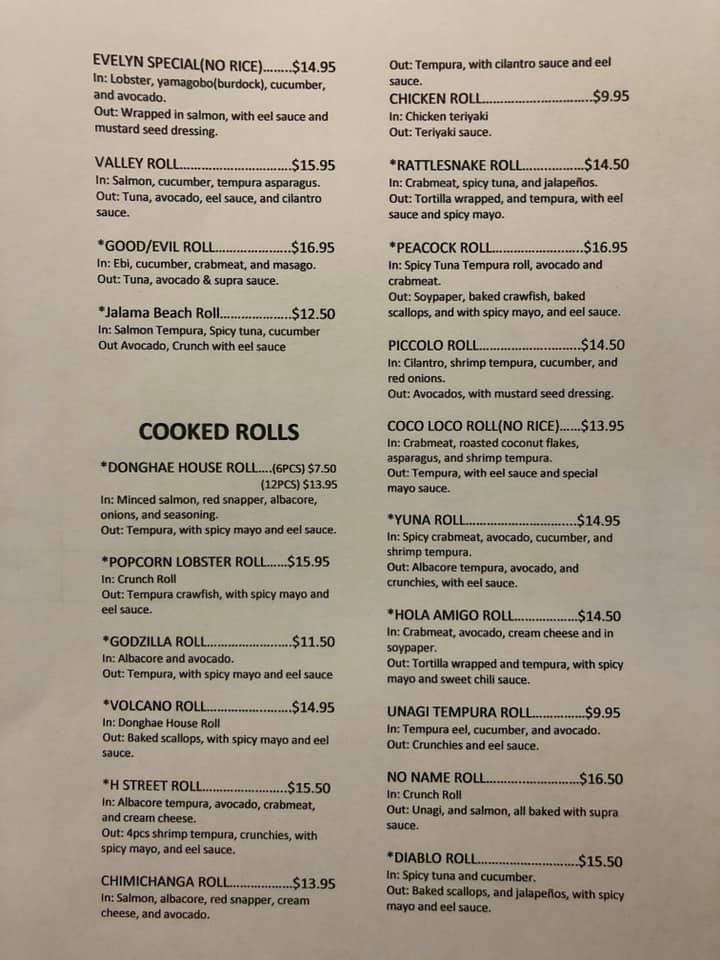 EVELYN SPECIAL(NO RICE)........$14.95
In: Lobster, yamagobo(burdock), cucumber,
and avocado.
Out: Wrapped in salmon, with eel sauce and
mustard seed dressing.
VALLEY ROLL..............................$15.95
In: Salmon, cucumber, tempura asparagus.
Out: Tuna, avocado, eel sauce, and cilantro
sauce.
*GOOD/EVIL ROLL....................$16.95
In: Ebi, cucumber, crabmeat, and masago.
Out: Tuna, avocado & supra sauce.
*Jalama Beach Roll...................$12.50
In: Salmon Tempura, Spicy tuna, cucumber
Out Avocado, Crunch with eel sauce
COOKED ROLLS
*DONGHAE HOUSE ROLL....(6PCS) $7.50
(12PCS) $13.95
In: Minced salmon, red snapper, albacore,
onions, and seasoning.
Out: Tempura, with spicy mayo and eel sauce.
*POPCORN LOBSTER ROLL......$15.95
In: Crunch Roll
Out: Tempura crawfish, with spicy mayo and
eel sauce.
*GODZILLA ROLL.......................$11.50
In: Albacore and avocado.
Out: Tempura, with spicy mayo and eel sauce
*VOLCANO ROLL.........................$14.95
In: Donghae House Roll
Out: Baked scallops, with spicy mayo and eel
sauce.
*H STREET ROLL........................$15.50
In: Albacore tempura, avocado, crabmeat,
and cream cheese.
Out: 4pcs shrimp tempura, crunchies, with
spicy mayo, and eel sauce.
CHIMICHANGA ROLL.................$13.95
In: Salmon, albacore, red snapper, cream
cheese, and avocado.
Out: Tempura, with cilantro sauce and eel
sauce.
CHICKEN ROLL.............................$9.95
In: Chicken teriyaki
Out: Teriyaki sauce.
*RATTLESNAKE ROLL................$14.50
In: Crabmeat, spicy tuna, and jalapeños.
Out: Tortilla wrapped, and tempura, with eel
sauce and spicy mayo.
*PEACOCK ROLL........................$16.95
In: Spicy Tuna Tempura roll, avocado and
crabmeat.
Out: Soypaper, baked crawfish, baked
scallops, and with spicy mayo, and eel sauce.
PICCOLO ROLL...........................$14.50
In: Cilantro, shrimp tempura, cucumber, and
red onions.
Out: Avocados, with mustard seed dressing.
COCO LOCO ROLL(NO RICE)......$13.95
In: Crabmeat, roasted coconut flakes,
asparagus, and shrimp tempura.
Out: Tempura, with eel sauce and special
mayo sauce.
*YUNA ROLL.............................$14.95
In: Spicy crabmeat, avocado, cucumber, and
shrimp tempura.
Out: Albacore tempura, avocado, and
crunchies, with eel sauce.
*HOLA AMIGO ROLL.................$14.50
In: Crabmeat, avocado, cream cheese and in
soypaper.
Out: Tortilla wrapped and tempura, with spicy
mayo and sweet chili sauce.
UNAGI TEMPURA ROLL..............$9.95
In: Tempura eel, cucumber, and avocado.
Out: Crunchies and eel sauce.
NO NAME ROLL.........................$16.50
In: Crunch Roll
Out: Unagi, and salmon, all baked with supra
sauce.
*DIABLO ROLL...........................$15.50
In: Spicy tuna and cucumber.
Out: Baked scallops, and jalapeños, with spicy
mayo and eel sauce.